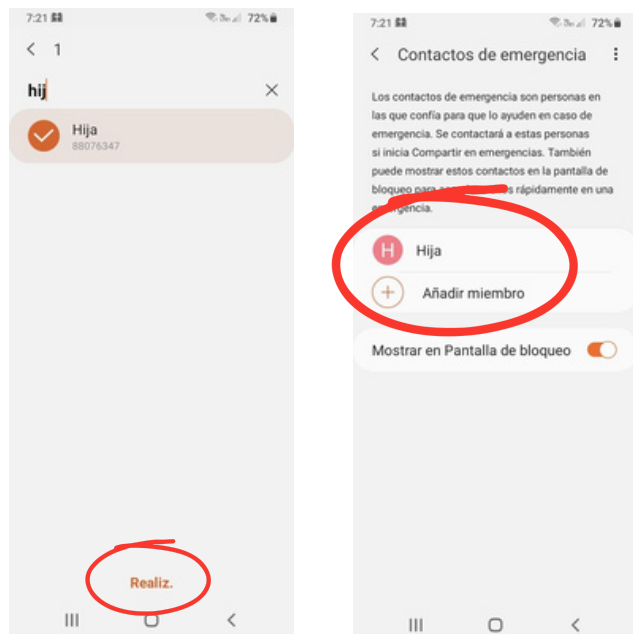 7:21 72%
1
hij
Hija
88076347
Realiz.
7:21 72%
Contactos de emergencia
Los contactos de emergencia son personas en
las que confía para que lo ayuden en caso de
emergencia. Se contactará a estas personas
si inicia Compartir en emergencias. También
puede mostrar estos contactos en la pantalla de
bloqueo para rápidamente en una
emergencia.
H Hija
Añadir miembro
Mostrar en Pantalla de bloqueo